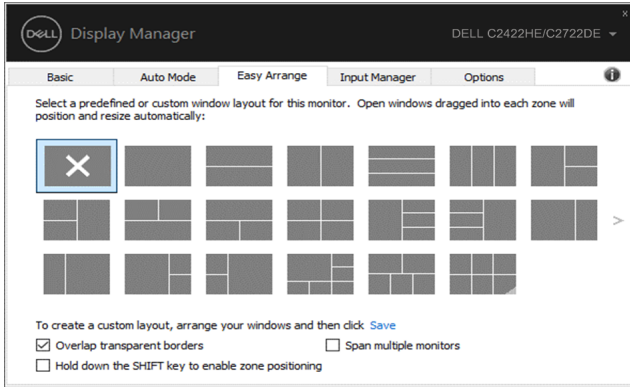 DELL Display Manager
DELL C2422HE/C2722DE
Basic Auto Mode Easy Arrange Input Manager Options
Select a predefined or custom window layout for this monitor. Open windows dragged into each zone will
position and resize automatically:
To create a custom layout, arrange your windows and then click Save
Overlap transparent borders Span multiple monitors
Hold down the SHIFT key to enable zone positioning